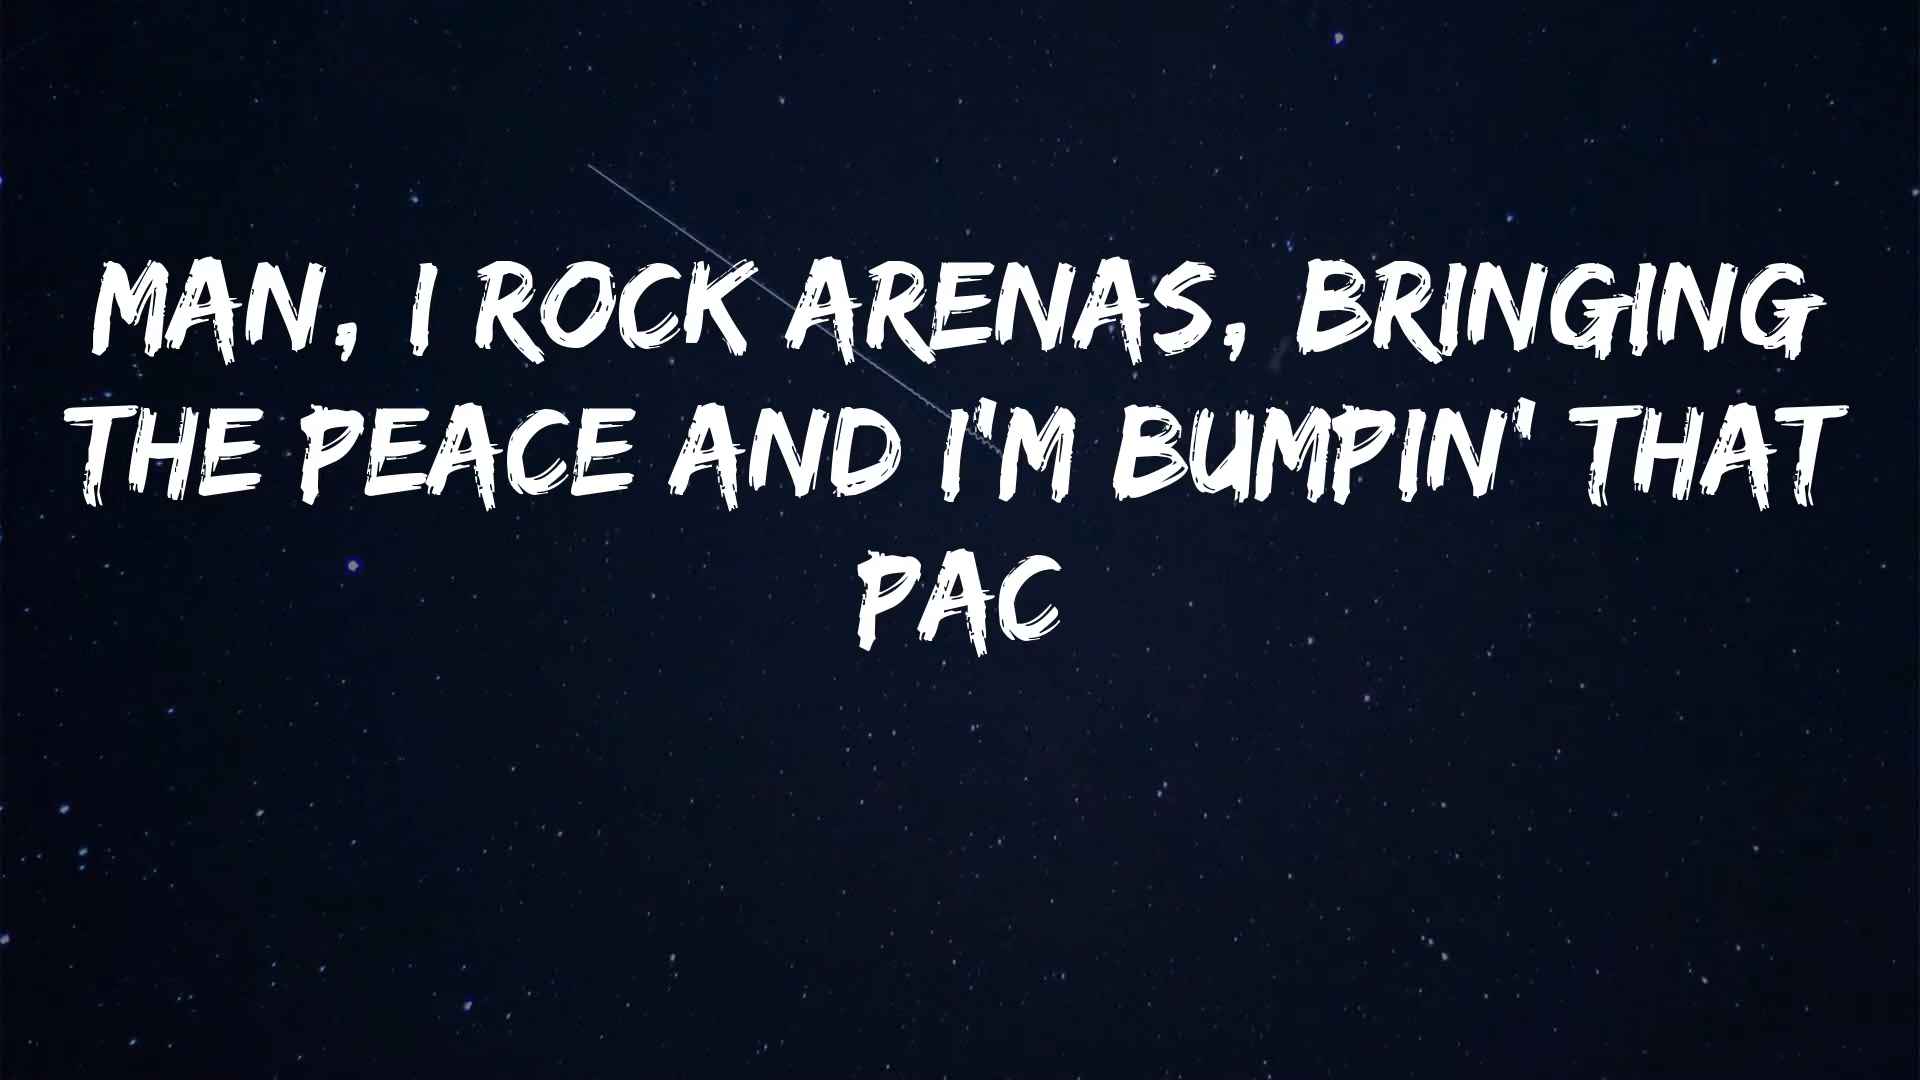 MAN, I ROCK ARENAS, BRINGING
THE PEACE AND I'M BUMPIN' THAT
PAC